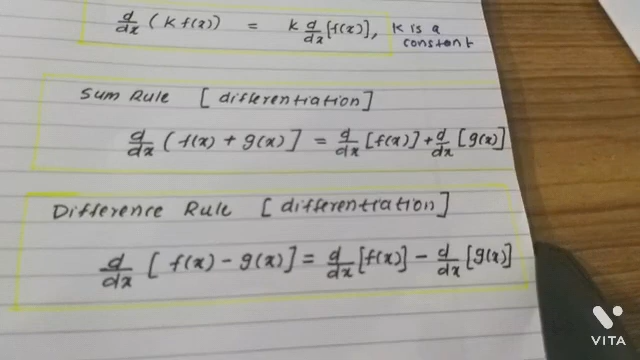 d/dx (K f(x)) = K d/dx [f(x)], K is a constant
Sum Rule [differentiation]
d/dx (f(x) + g(x)] = d/dx [f(x)] + d/dx [g(x)]
Difference Rule [differentiation]
d/dx [f(x) - g(x)] = d/dx [f(x)] - d/dx [g(x)]
VITA